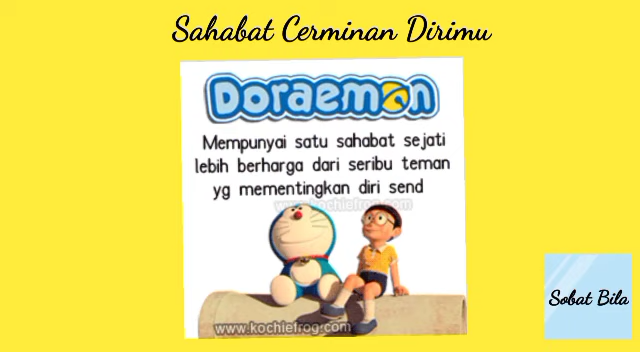 Sahabat Cerminan Dirimu
Doraemon
Mempunyai satu sahabat sejati
lebih berharga dari seribu teman
yg mementingkan diri send
www.kochiefrog.com
www.kochiefrog.com
Sobat Bila